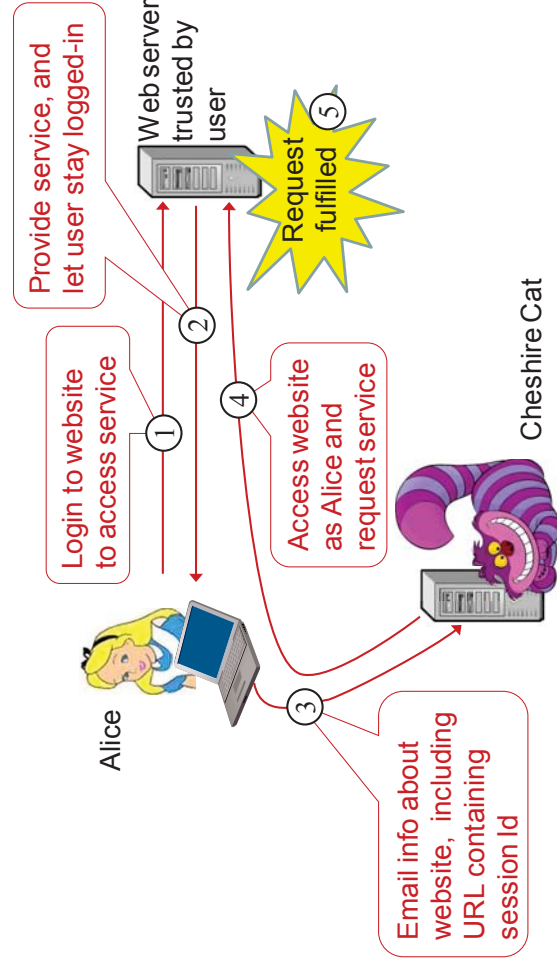 Alice
Login to website
to access service
1
Provide service, and
let user stay logged-in
2
Web server
trusted by
user
Email info about
website, including
URL containing
session Id
3
Access website
as Alice and
request service
4
Request
fulfilled
5
Cheshire Cat